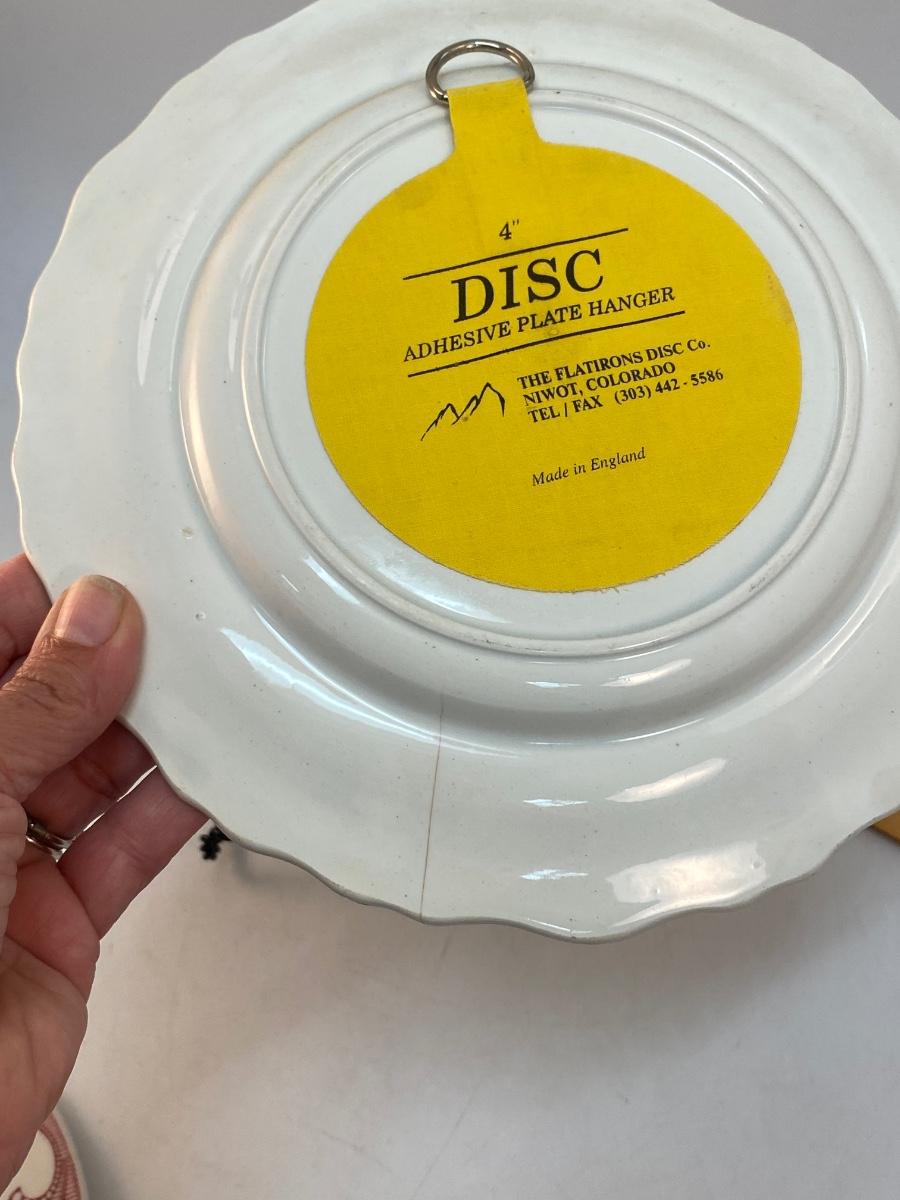 4"
DISC
ADHESIVE PLATE HANGER
THE FLATIRONS DISC Co.
NIWOT, COLORADO
TEL / FAX (303) 442 - 5586
Made in England